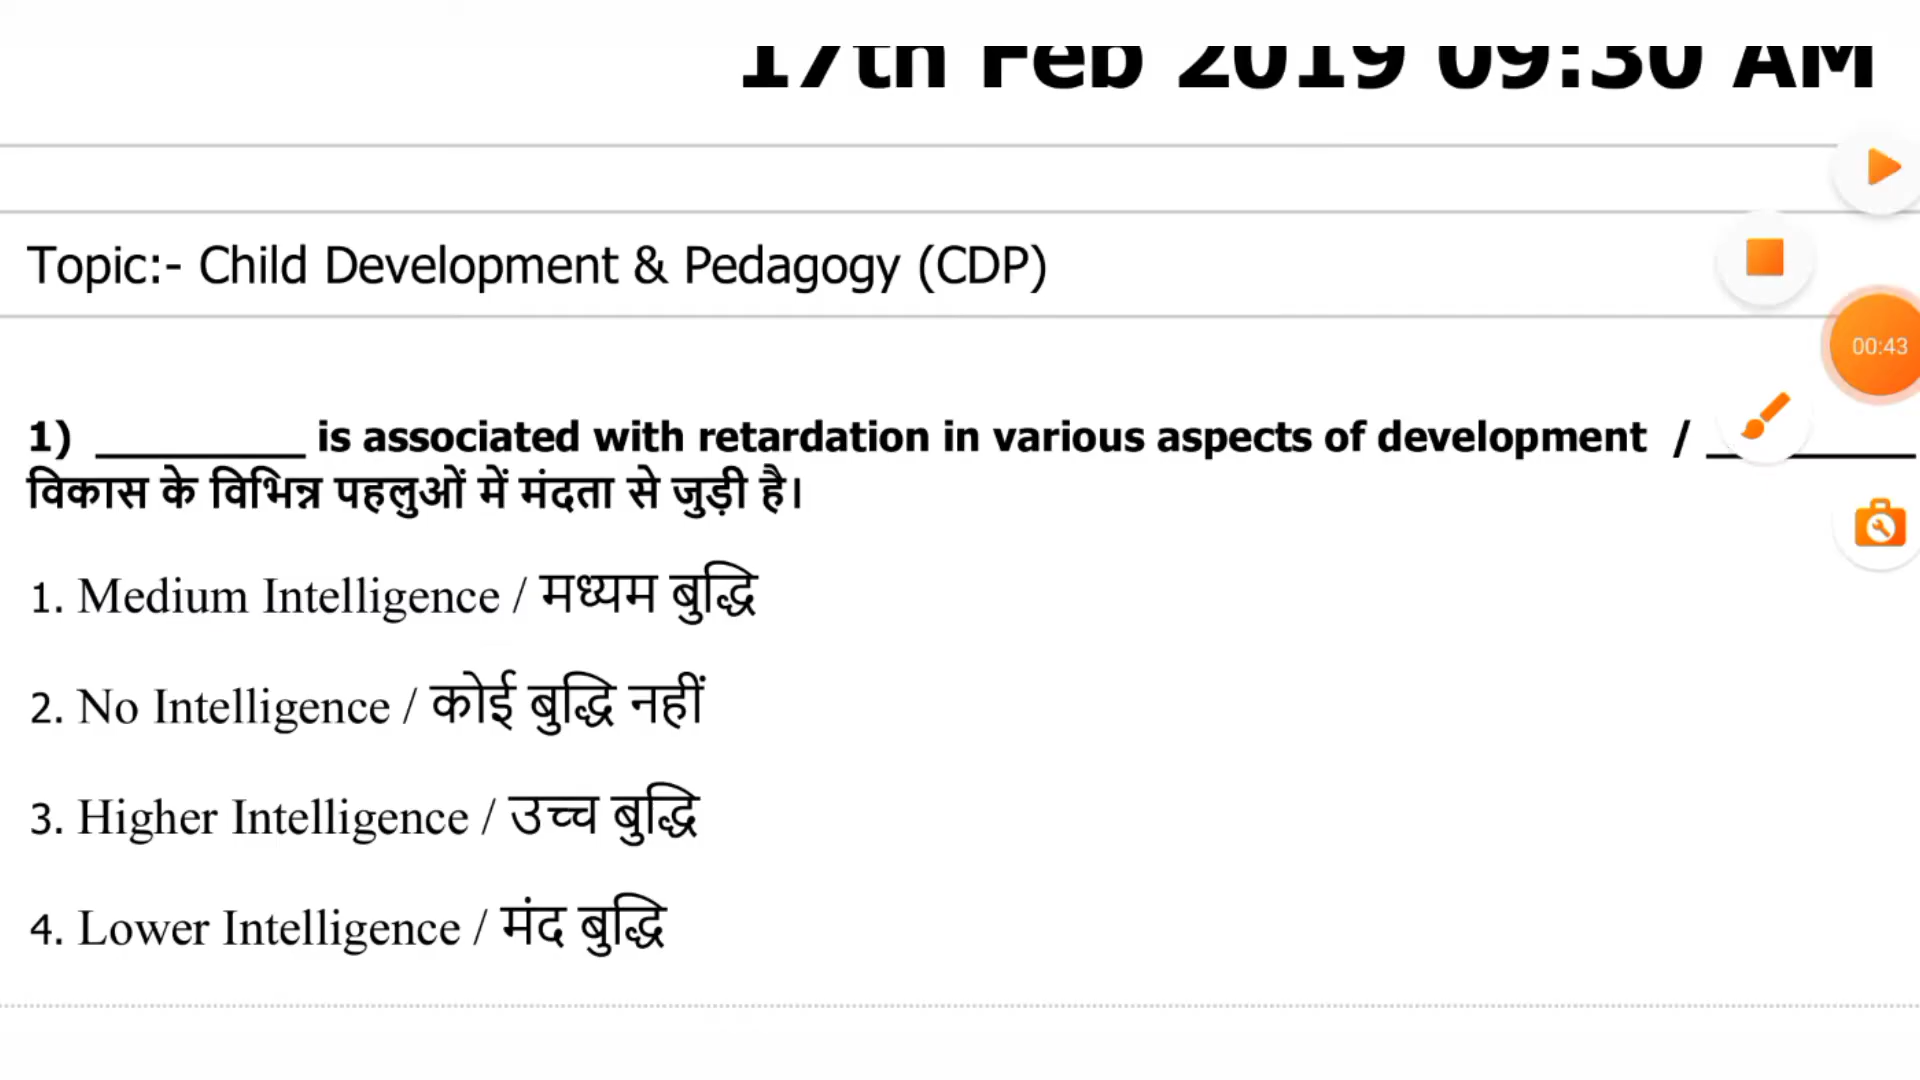 17th Feb 2019 09:30 AM
Topic:- Child Development & Pedagogy (CDP)
00:43
1) __________ is associated with retardation in various aspects of development / __________
विकास के विभिन्न पहलुओं में मंदता से जुड़ी है।
1. Medium Intelligence / मध्यम बुद्धि
2. No Intelligence / कोई बुद्धि नहीं
3. Higher Intelligence / उच्च बुद्धि
4. Lower Intelligence / मंद बुद्धि